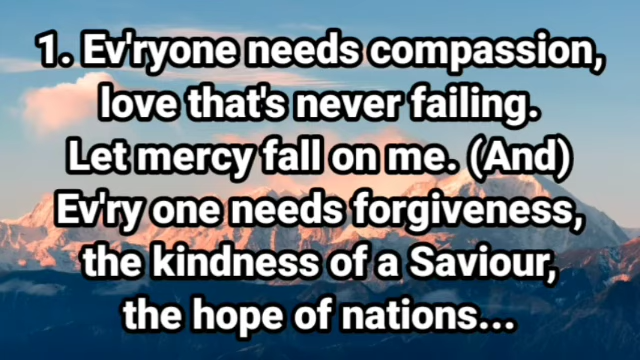 1. Ev'ryone needs compassion,
love that's never failing.
Let mercy fall on me. (And)
Ev'ry one needs forgiveness,
the kindness of a Saviour,
the hope of nations...